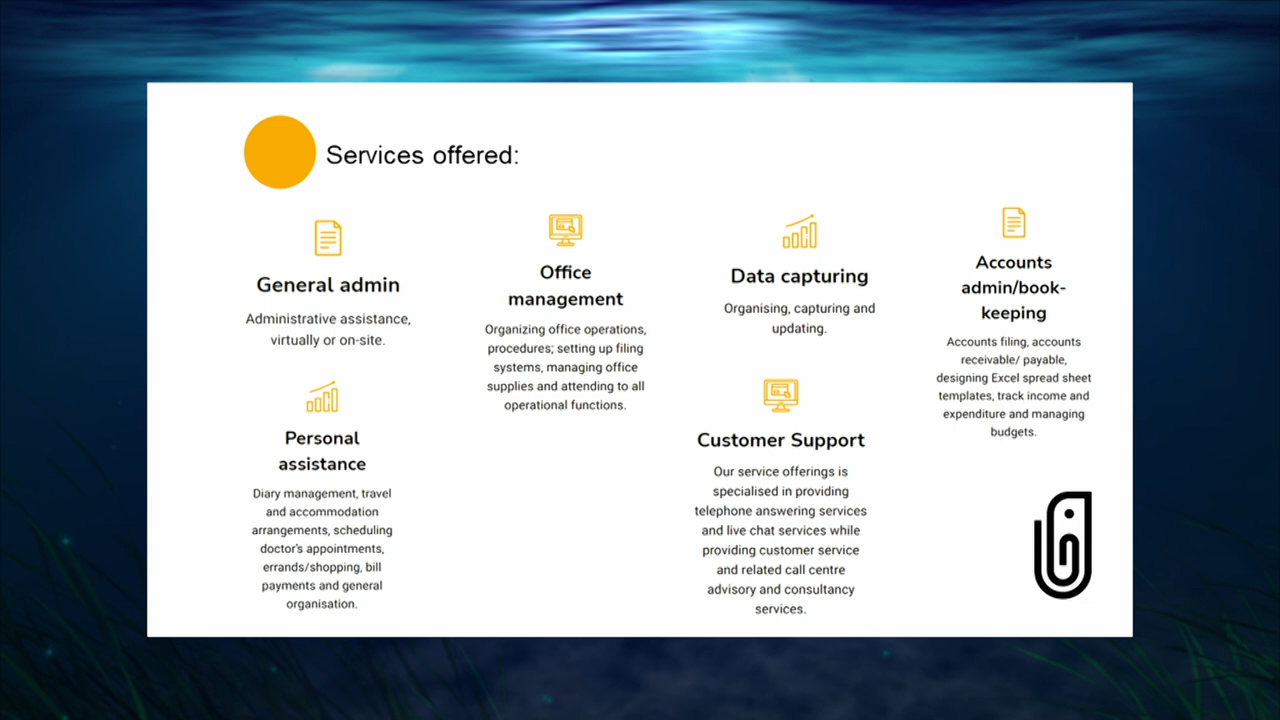 Services offered:
General admin
Administrative assistance,
virtually or on-site.
Office
management
Organizing office operations,
procedures; setting up filing
systems, managing office
supplies and attending to all
operational functions.
Data capturing
Organising, capturing and
updating.
Accounts
admin/book-
keeping
Accounts filing, accounts
receivable/ payable,
designing Excel spread sheet
templates, track income and
expenditure and managing
budgets.
Personal
assistance
Diary management, travel
and accommodation
arrangements, scheduling
doctor's appointments,
errands/shopping, bill
payments and general
organisation.
Customer Support
Our service offerings is
specialised in providing
telephone answering services
and live chat services while
providing customer service
and related call centre
advisory and consultancy
services.